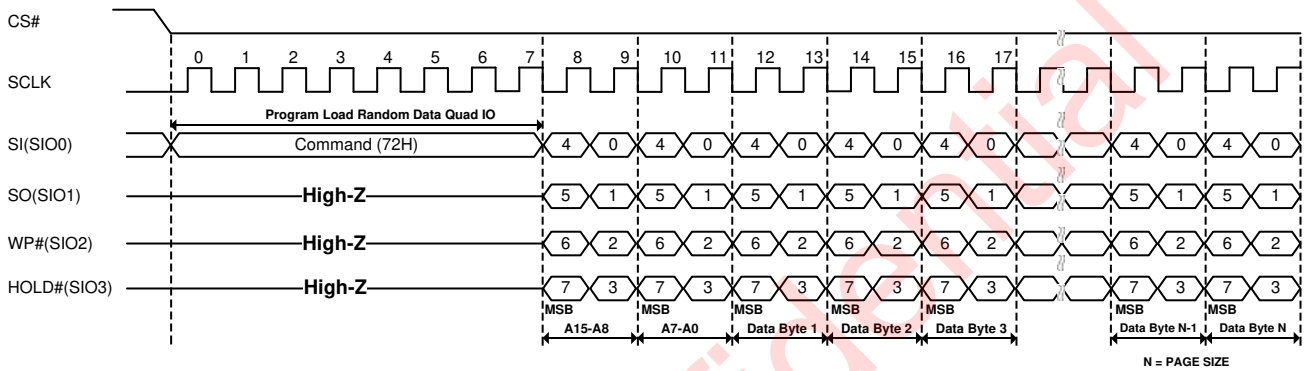 CS#
0 1 2 3 4 5 6 7 8 9 10 11 12 13 14 15 16 17
SCLK
Program Load Random Data Quad IO
SI(SIO0) Command (72H) 4 0 4 0 4 0 4 0 4 0 4 0 4 0
SO(SIO1) High-Z 5 1 5 1 5 1 5 1 5 1 5 1 5 1
WP#(SIO2) High-Z 6 2 6 2 6 2 6 2 6 2 6 2 6 2
HOLD#(SIO3) High-Z 7 3 7 3 7 3 7 3 7 3 7 3 7 3
MSB MSB MSB MSB MSB MSB MSB
A15-A8 A7-A0 Data Byte 1 Data Byte 2 Data Byte 3 Data Byte N-1 Data Byte N
N = PAGE SIZE
fidential